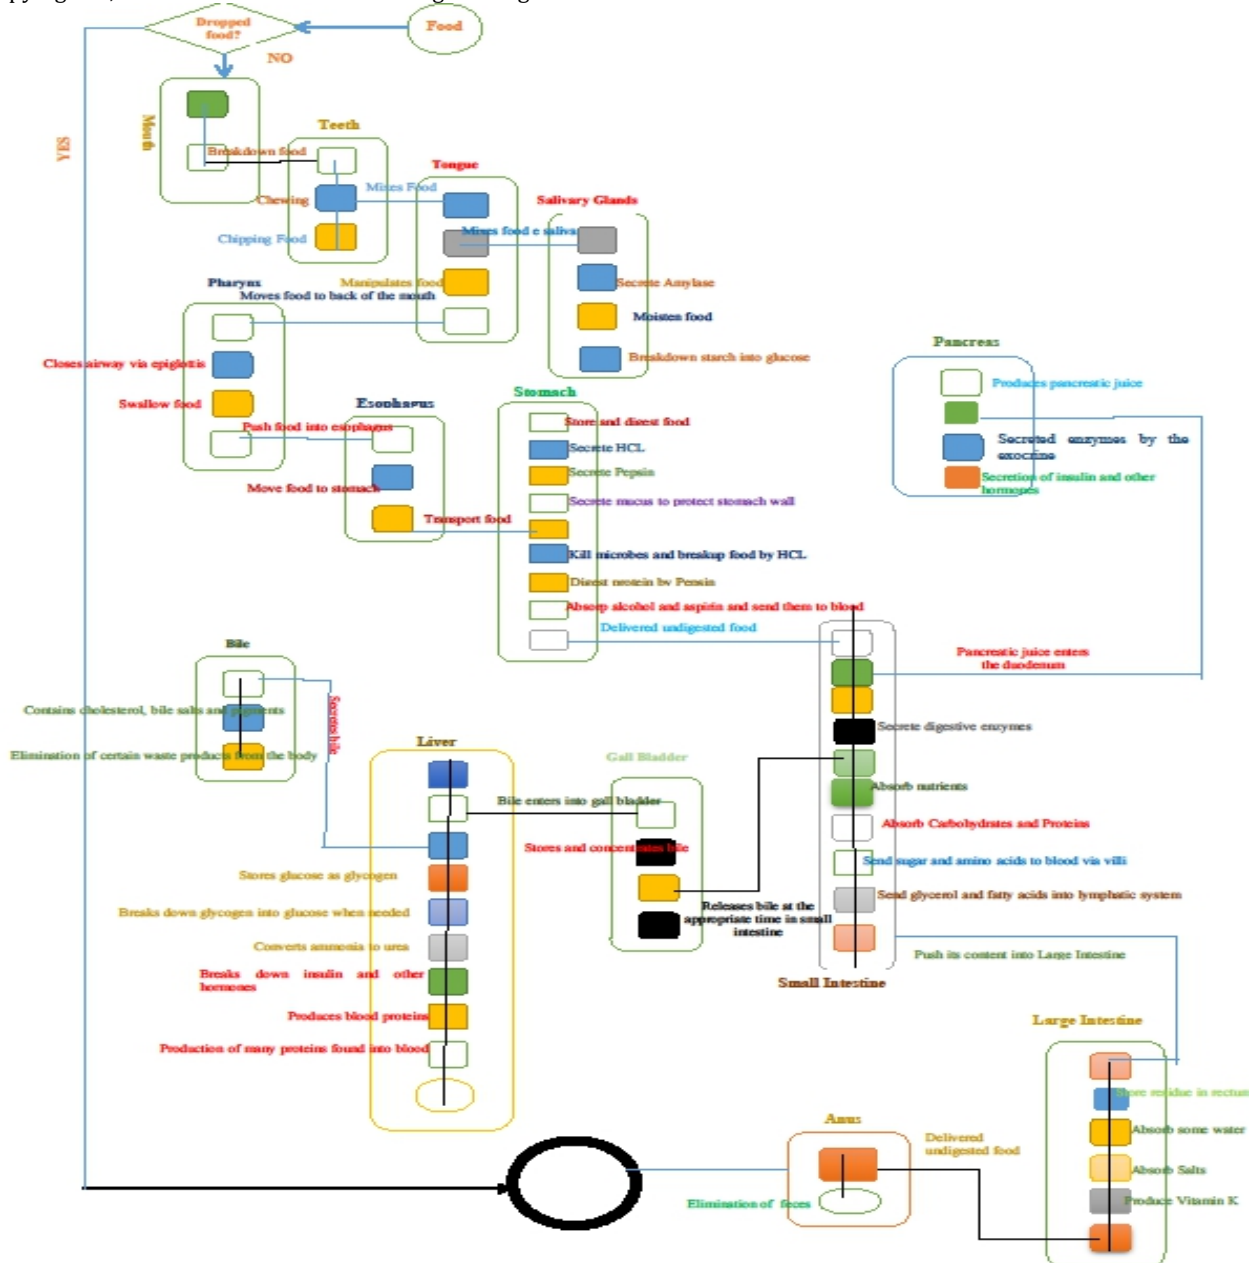 Dropped
food?
Food
NO
YES
Mouth
Teeth
Breakdown food
Tongue
Chewing
Mixes Food
Salivary Glands
Chipping Food
Mixes food e saliva
Manipulates food
Secrete Amylase
Pharynx
Moves food to back of the mouth
Moisten food
Closes airway via epiglottis
Breakdown starch into glucose
Pancreas
Produces pancreatic juice
Swallow food
Esophagus
Stomach
Push food into esophagus
Store and digest food
Secreted enzymes by the
exocrine
Secrete HCL
Secrete Pepsin
Secretion of insulin and other
hormones
Move food to stomach
Secrete mucus to protect stomach wall
Transport food
Kill microbes and breakup food by HCL
Digest protein by Pepsin
Absorp alcohol and aspirin and send them to blood
Delivered undigested food
Bile
Pancreatic juice enters
the duodenum
Contains cholesterol, bile salts and pigments
Secretes bile
Secrete digestive enzymes
Elimination of certain waste products from the body
Liver
Gall Bladder
Absorb nutrients
Bile enters into gall bladder
Absorb Carbohydrates and Proteins
Stores and concentrates bile
Send sugar and amino acids to blood via villi
Stores glucose as glycogen
Send glycerol and fatty acids into lymphatic system
Breaks down glycogen into glucose when needed
Releases bile at the
appropriate time in small
intestine
Converts ammonia to urea
Push its content into Large Intestine
Breaks down insulin and other
hormones
Small Intestine
Produces blood proteins
Large Intestine
Production of many proteins found into blood
Store residue in rectum
Anus
Absorb some water
Delivered
undigested food
Absorb Salts
Elimination of feces
Produce Vitamin K